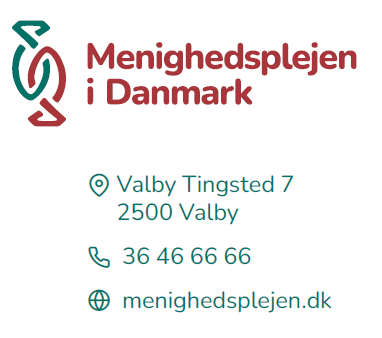 Menighedsplejen
i Danmark
Valby Tingsted 7
2500 Valby
36 46 66 66
menighedsplejen.dk